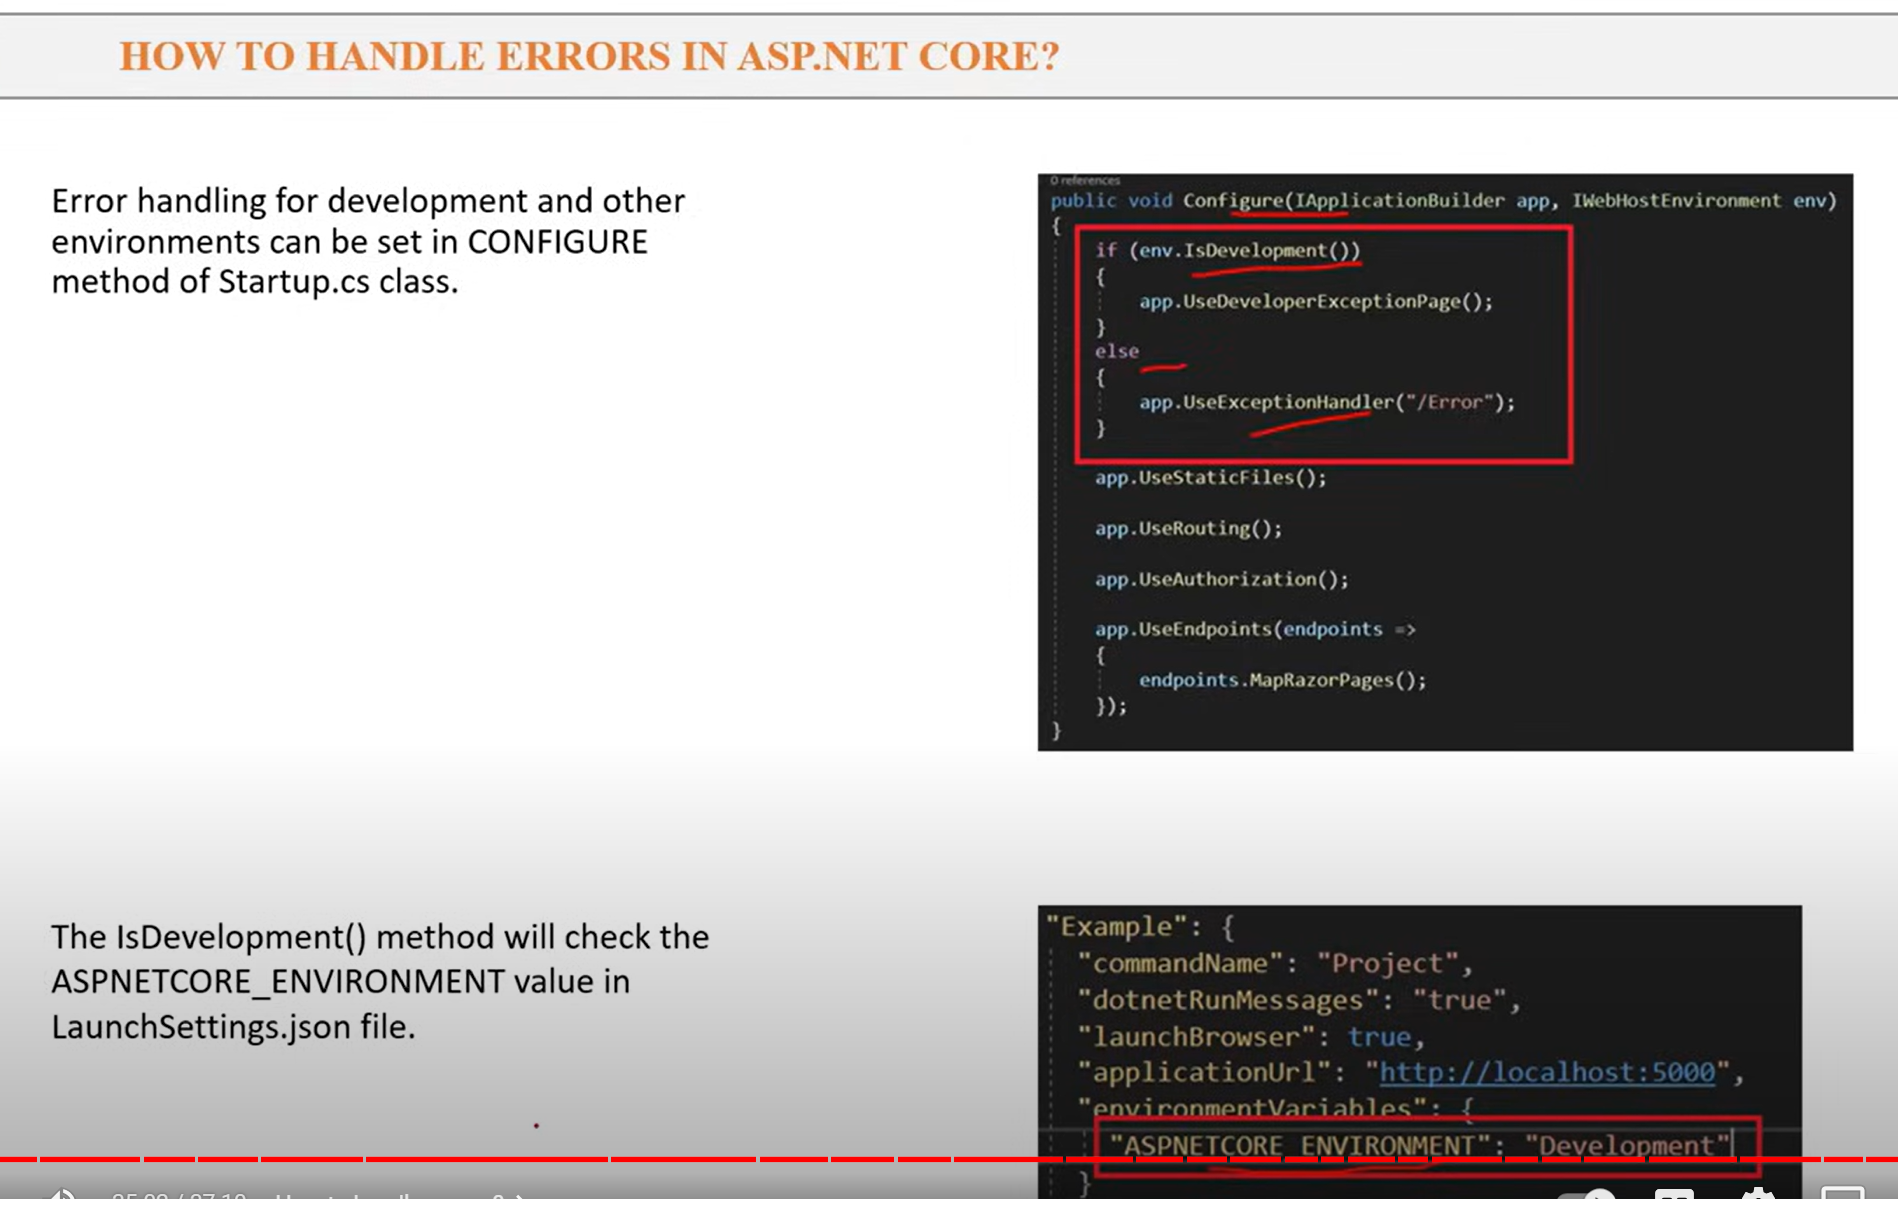 HOW TO HANDLE ERRORS IN ASP.NET CORE?
Error handling for development and other
environments can be set in CONFIGURE
method of Startup.cs class.
0 references
public void Configure(IApplicationBuilder app, IWebHostEnvironment env)
{
if (env.IsDevelopment())
{
app.UseDeveloperExceptionPage();
}
else
{
app.UseExceptionHandler("/Error");
}
app.UseStaticFiles();
app.UseRouting();
app.UseAuthorization();
app.UseEndpoints(endpoints =>
{
endpoints.MapRazorPages();
});
}
The IsDevelopment() method will check the
ASPNETCORE_ENVIRONMENT value in
LaunchSettings.json file.
"Example": {
"commandName": "Project",
"dotnetRunMessages": "true",
"launchBrowser": true,
"applicationUrl": "http://localhost:5000",
"environmentVariables": {
"ASPNETCORE_ENVIRONMENT": "Development"
}